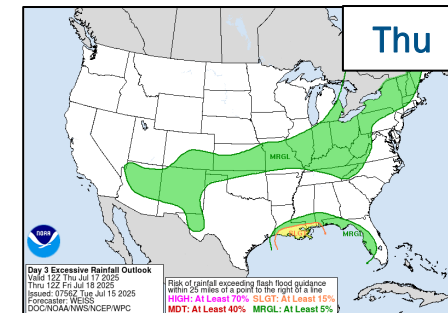 Thu
MRGL
SLGT
MRGL
NOAA
Day 3 Excessive Rainfall Outlook
Valid 12Z Thu Jul 17 2025
Thru 12Z Fri Jul 18 2025
Issued: 0756Z Tue Jul 15 2025
Forecaster: WEISS
DOC/NOAA/NWS/NCEP/WPC
Risk of rainfall exceeding flash flood guidance
within 25 miles of a point to the right of a line
HIGH: At Least 70% SLGT: At Least 15%
MDT: At Least 40% MRGL: At Least 5%